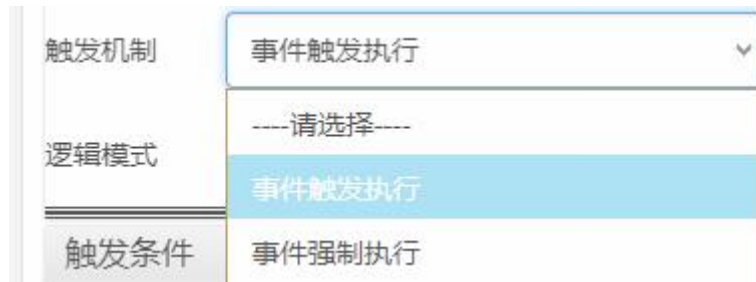 触发机制
事件触发执行
----请选择----
逻辑模式
事件触发执行
触发条件
事件强制执行